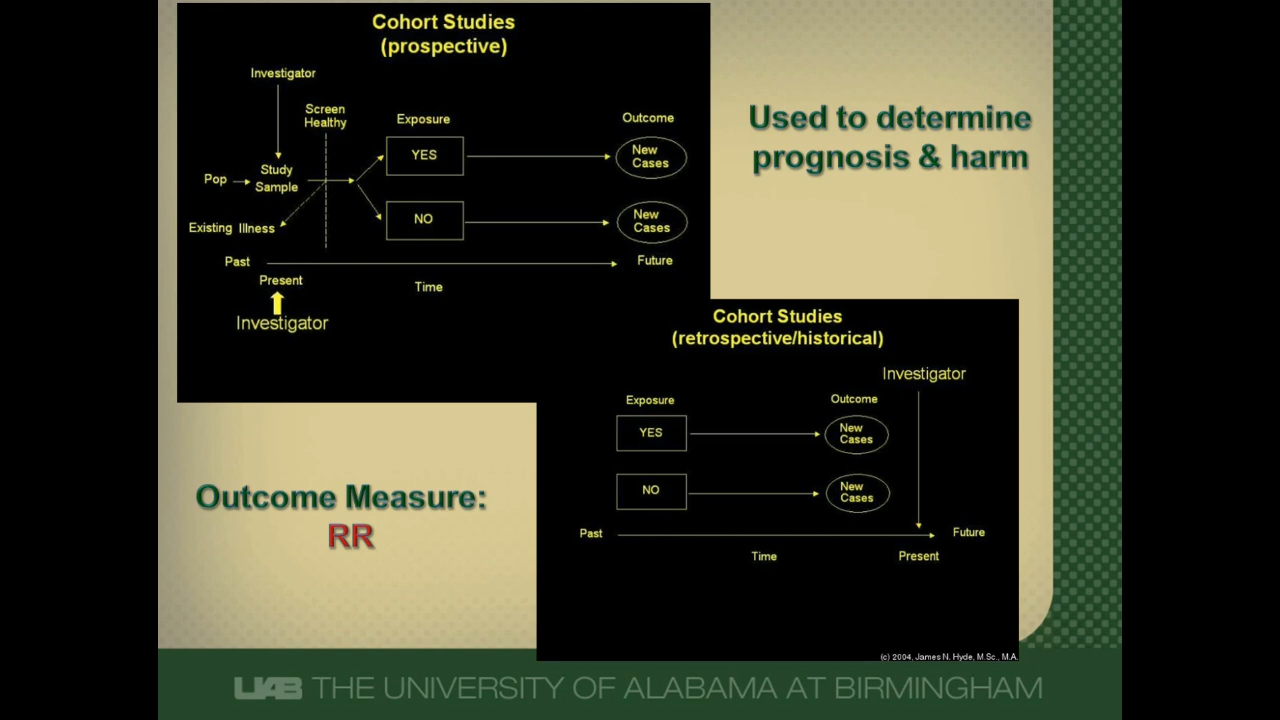 Cohort Studies
(prospective)
Investigator
Screen
Healthy
Exposure
Outcome
YES
New
Cases
Pop
Study
Sample
NO
New
Cases
Existing Illness
Past
Future
Present
Time
Investigator
Used to determine
prognosis & harm
Cohort Studies
(retrospective/historical)
Investigator
Exposure
Outcome
YES
New
Cases
NO
New
Cases
Past
Future
Time
Present
(c) 2004, James N. Hyde, M.Sc., M.A.
Outcome Measure:
RR
UAB THE UNIVERSITY OF ALABAMA AT BIRMINGHAM